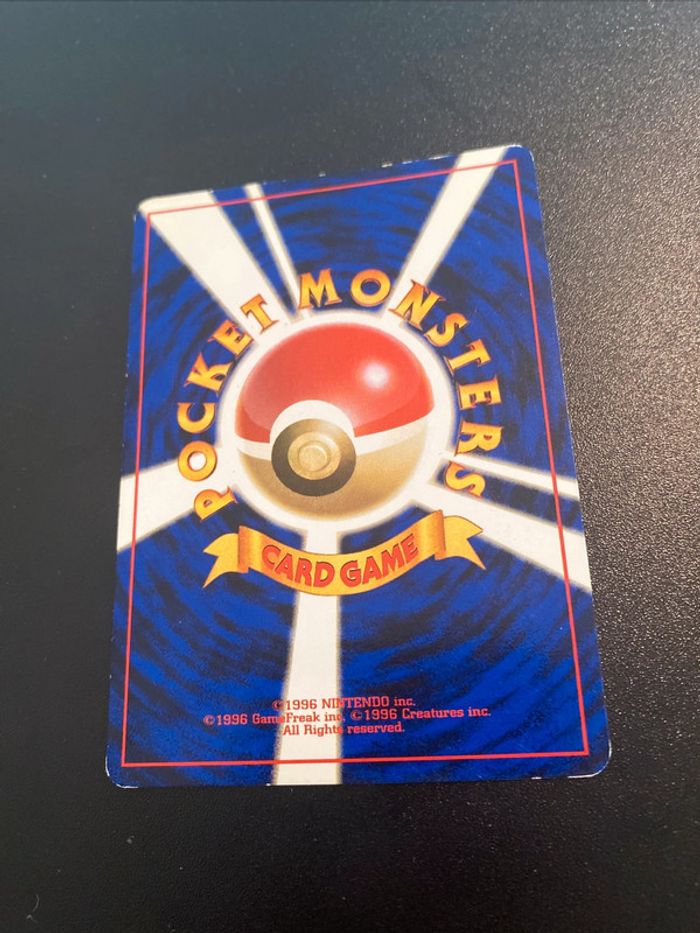 POCKET MONSTERS
CARD GAME
©1996 NINTENDO inc.
©1996 GameFreak inc. ©1996 Creatures inc.
All Rights reserved.